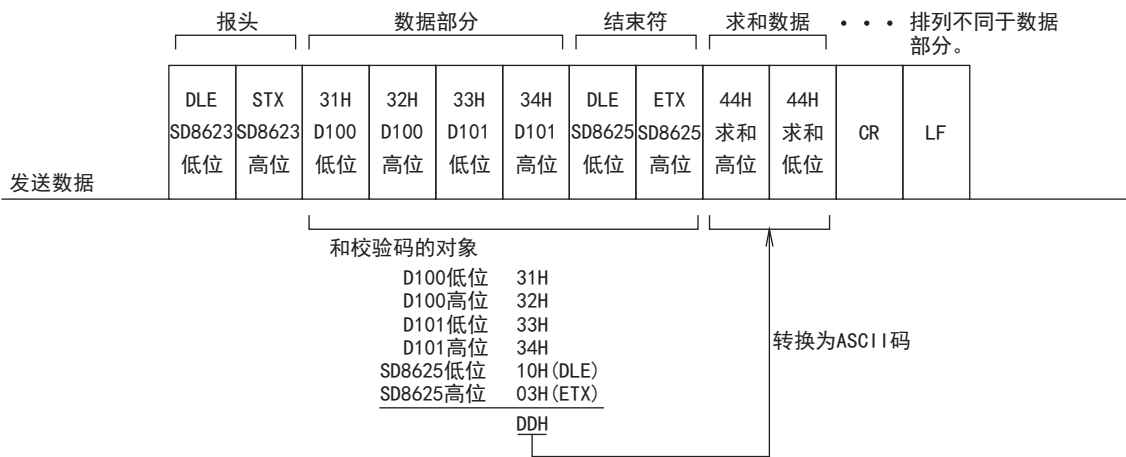 报头 数据部分 结束符 求和数据 ・・・ 排列不同于数据
部分。
DLE STX 31H 32H 33H 34H DLE ETX 44H 44H
SD8623 SD8623 D100 D100 D101 D101 SD8625 SD8625 求和 求和 CR LF
低位 高位 低位 高位 低位 高位 低位 高位 高位 低位
发送数据
和校验码的对象
D100低位 31H
D100高位 32H
D101低位 33H
D101高位 34H
转换为ASCII码
SD8625低位 10H(DLE)
SD8625高位 03H(ETX)
DDH